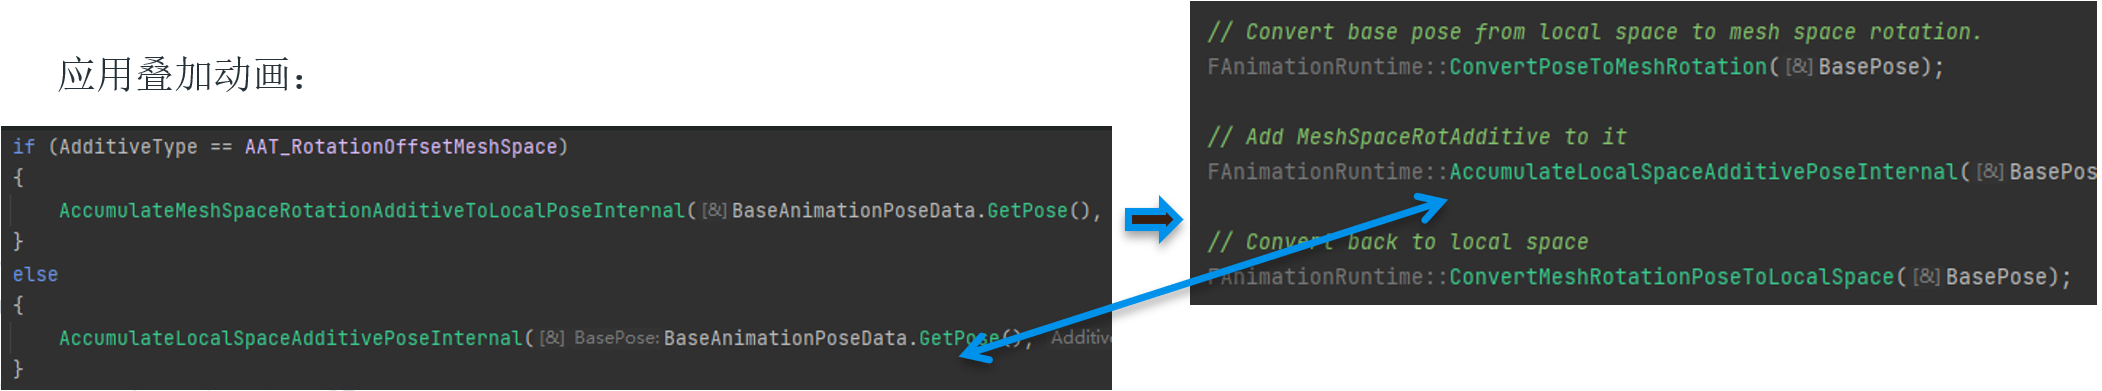 应用叠加动画：
if (AdditiveType == AAT_RotationOffsetMeshSpace)
{
AccumulateMeshSpaceRotationAdditiveToLocalPoseInternal([&]BaseAnimationPoseData.GetPose(),
}
else
{
AccumulateLocalSpaceAdditivePoseInternal([&] BasePose: BaseAnimationPoseData.GetPose(), Additiv
}
// Convert base pose from local space to mesh space rotation.
FAnimationRuntime::ConvertPoseToMeshRotation([&]BasePose);
// Add MeshSpaceRotAdditive to it
FAnimationRuntime::AccumulateLocalSpaceAdditivePoseInternal([&]BasePos
// Convert back to local space
FAnimationRuntime::ConvertMeshRotationPoseToLocalSpace([&]BasePose);